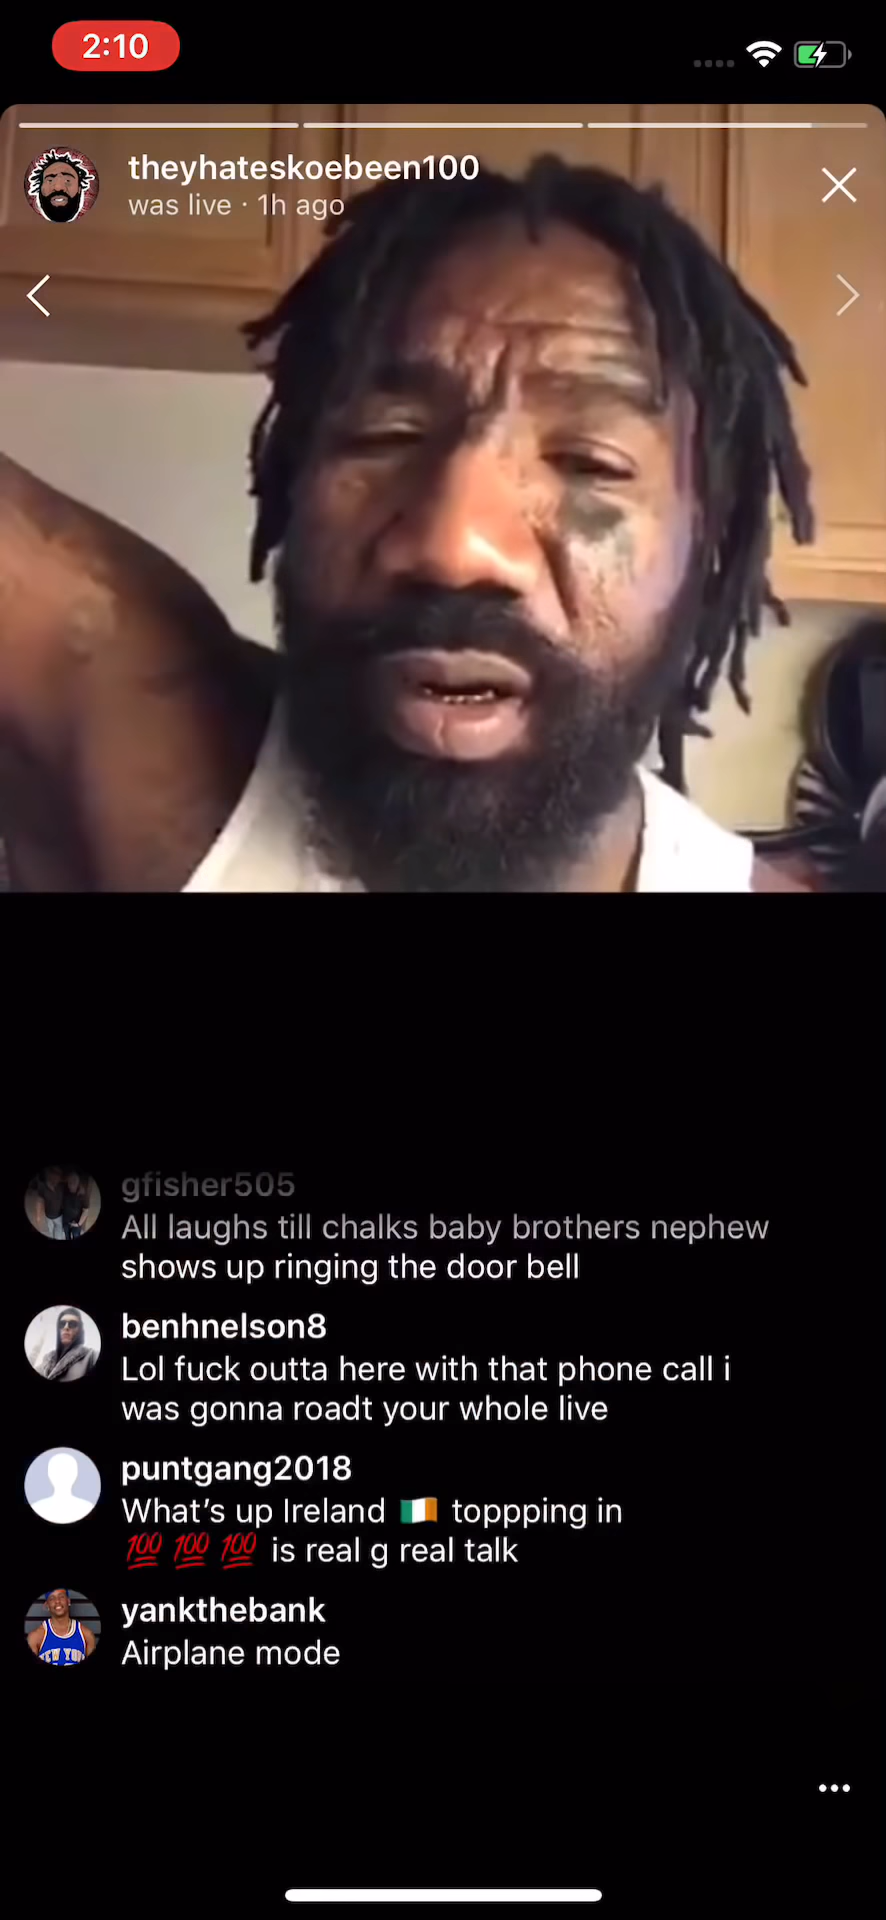 2:10
theyhateskoebeen100
was live · 1h ago
gfisher505
All laughs till chalks baby brothers nephew
shows up ringing the door bell
benhnelson8
Lol fuck outta here with that phone call i
was gonna roadt your whole live
puntgang2018
What's up Ireland 🇮🇪 toppping in
💯 💯 💯 is real g real talk
yankthebank
NEW YORK
Airplane mode